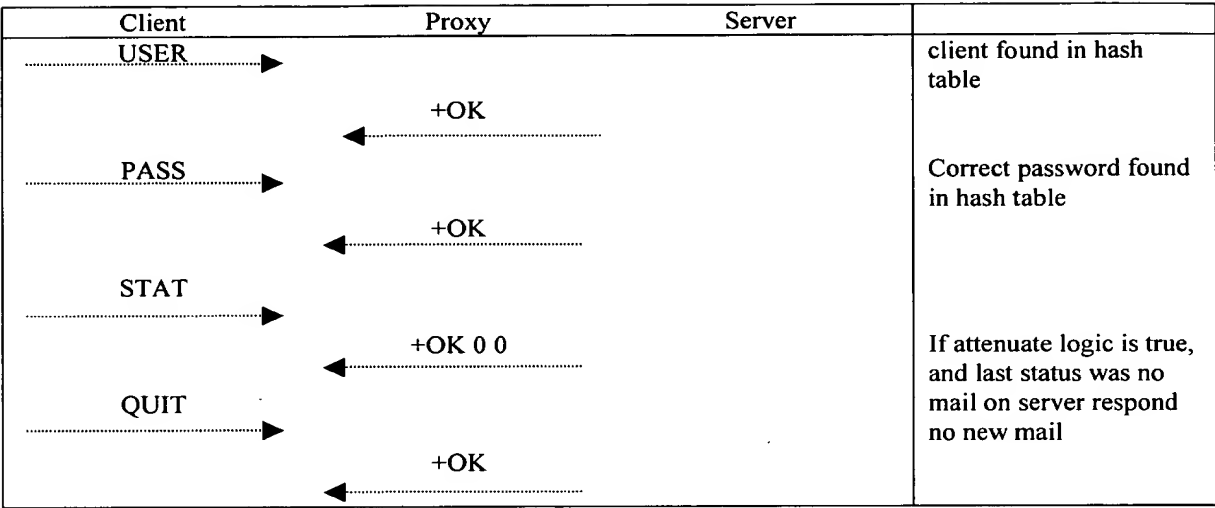 Client Proxy Server
USER
client found in hash
table
+OK
PASS
Correct password found
in hash table
+OK
STAT
+OK 0 0
If attenuate logic is true,
and last status was no
mail on server respond
no new mail
QUIT
+OK